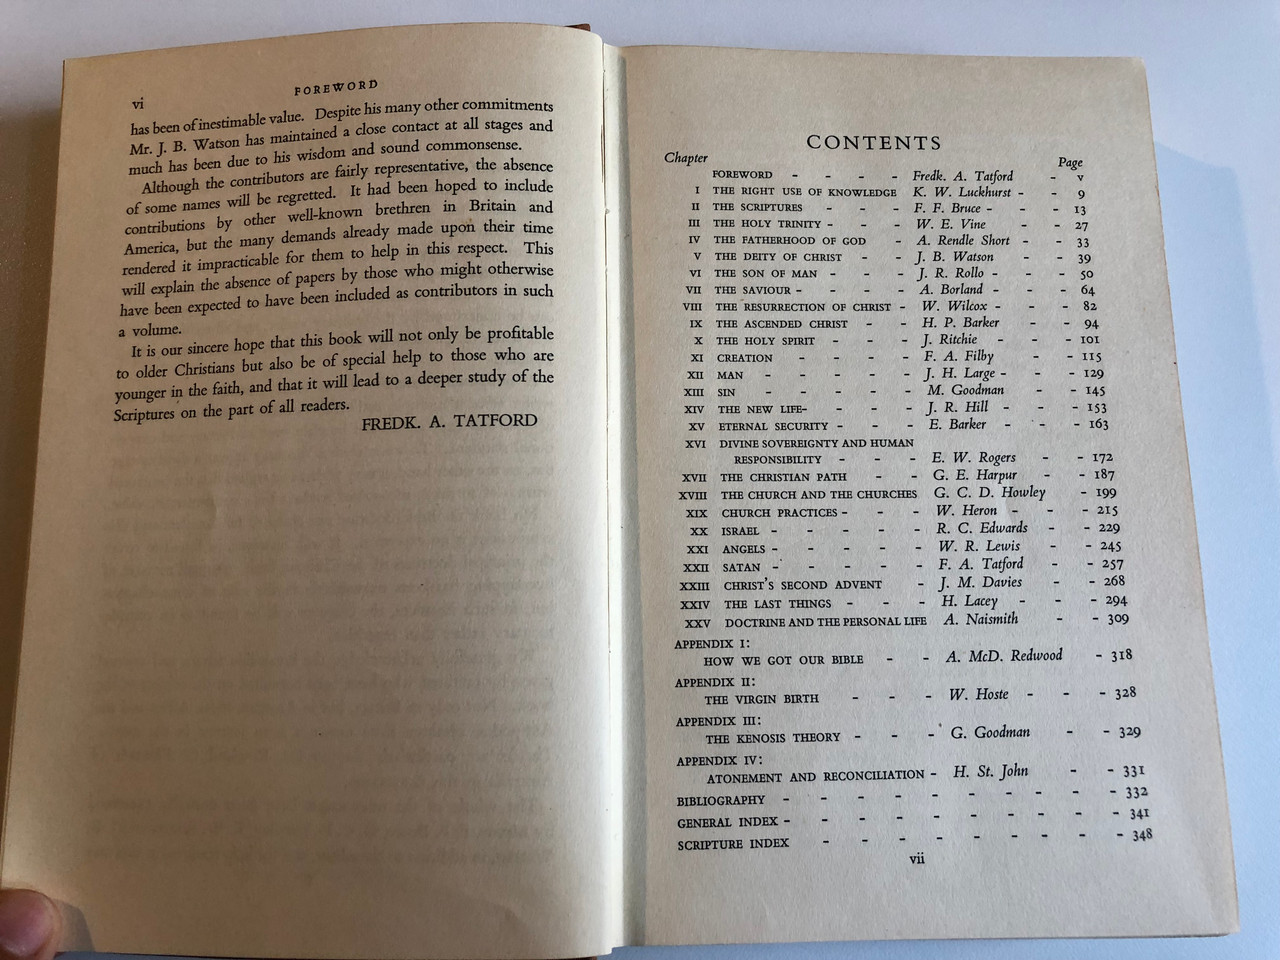 vi
FOREWORD
has been of inestimable value. Despite his many other commitments
Mr. J. B. Watson has maintained a close contact at all stages and
much has been due to his wisdom and sound commonsense.
Although the contributors are fairly representative, the absence
of some names will be regretted. It had been hoped to include
contributions by other well-known brethren in Britain and
America, but the many demands already made upon their time
rendered it impracticable for them to help in this respect. This
will explain the absence of papers by those who might otherwise
have been expected to have been included as contributors in such
a volume.
It is our sincere hope that this book will not only be profitable
to older Christians but also be of special help to those who are
younger in the faith, and that it will lead to a deeper study of the
Scriptures on the part of all readers.
FREDK. A. TATFORD
CONTENTS
Chapter Page
FOREWORD - - - - Fredk. A. Tatford - v
I THE RIGHT USE OF KNOWLEDGE K. W. Luckhurst - - 9
II THE SCRIPTURES - - - F. F. Bruce - - - 13
III THE HOLY TRINITY - - - W. E. Vine - - 27
IV THE FATHERHOOD OF GOD - A. Rendle Short - - 33
V THE DEITY OF CHRIST - - J. B. Watson - - 39
VI THE SON OF MAN - - - J. R. Rollo - - - 50
VII THE SAVIOUR - - - - A. Borland - - - 64
VIII THE RESURRECTION OF CHRIST - W. Wilcox - - - 82
IX THE ASCENDED CHRIST - - H. P. Barker - - 94
X THE HOLY SPIRIT - - - J. Ritchie - - - 101
XI CREATION - - - - F. A. Filby - - 115
XII MAN - - - - - J. H. Large - - - 129
XIII SIN - - - - - M. Goodman - - 145
XIV THE NEW LIFE - - - - J. R. Hill - - - 153
XV ETERNAL SECURITY - - - E. Barker - - - 163
XVI DIVINE SOVEREIGNTY AND HUMAN
RESPONSIBILITY - - - E. W. Rogers - - 172
XVII THE CHRISTIAN PATH - - G. E. Harpur - - 187
XVIII THE CHURCH AND THE CHURCHES G. C. D. Howley - 199
XIX CHURCH PRACTICES - - - W. Heron - - - 215
XX ISRAEL - - - - - R. C. Edwards - - 229
XXI ANGELS - - - - - W. R. Lewis - - 245
XXII SATAN - - - - - F. A. Tatford - - 257
XXIII CHRIST'S SECOND ADVENT - J. M. Davies - - 268
XXIV THE LAST THINGS - - - H. Lacey - - - 294
XXV DOCTRINE AND THE PERSONAL LIFE A. Naismith - - 309
APPENDIX I:
HOW WE GOT OUR BIBLE - - A. McD. Redwood - 318
APPENDIX II:
THE VIRGIN BIRTH - - - W. Hoste - - - 328
APPENDIX III:
THE KENOSIS THEORY - - - G. Goodman - - 329
APPENDIX IV:
ATONEMENT AND RECONCILIATION - H. St. John - - 331
BIBLIOGRAPHY - - - - - - - - - - 332
GENERAL INDEX - - - - - - - - - - 341
SCRIPTURE INDEX - - - - - - - - - 348
vii